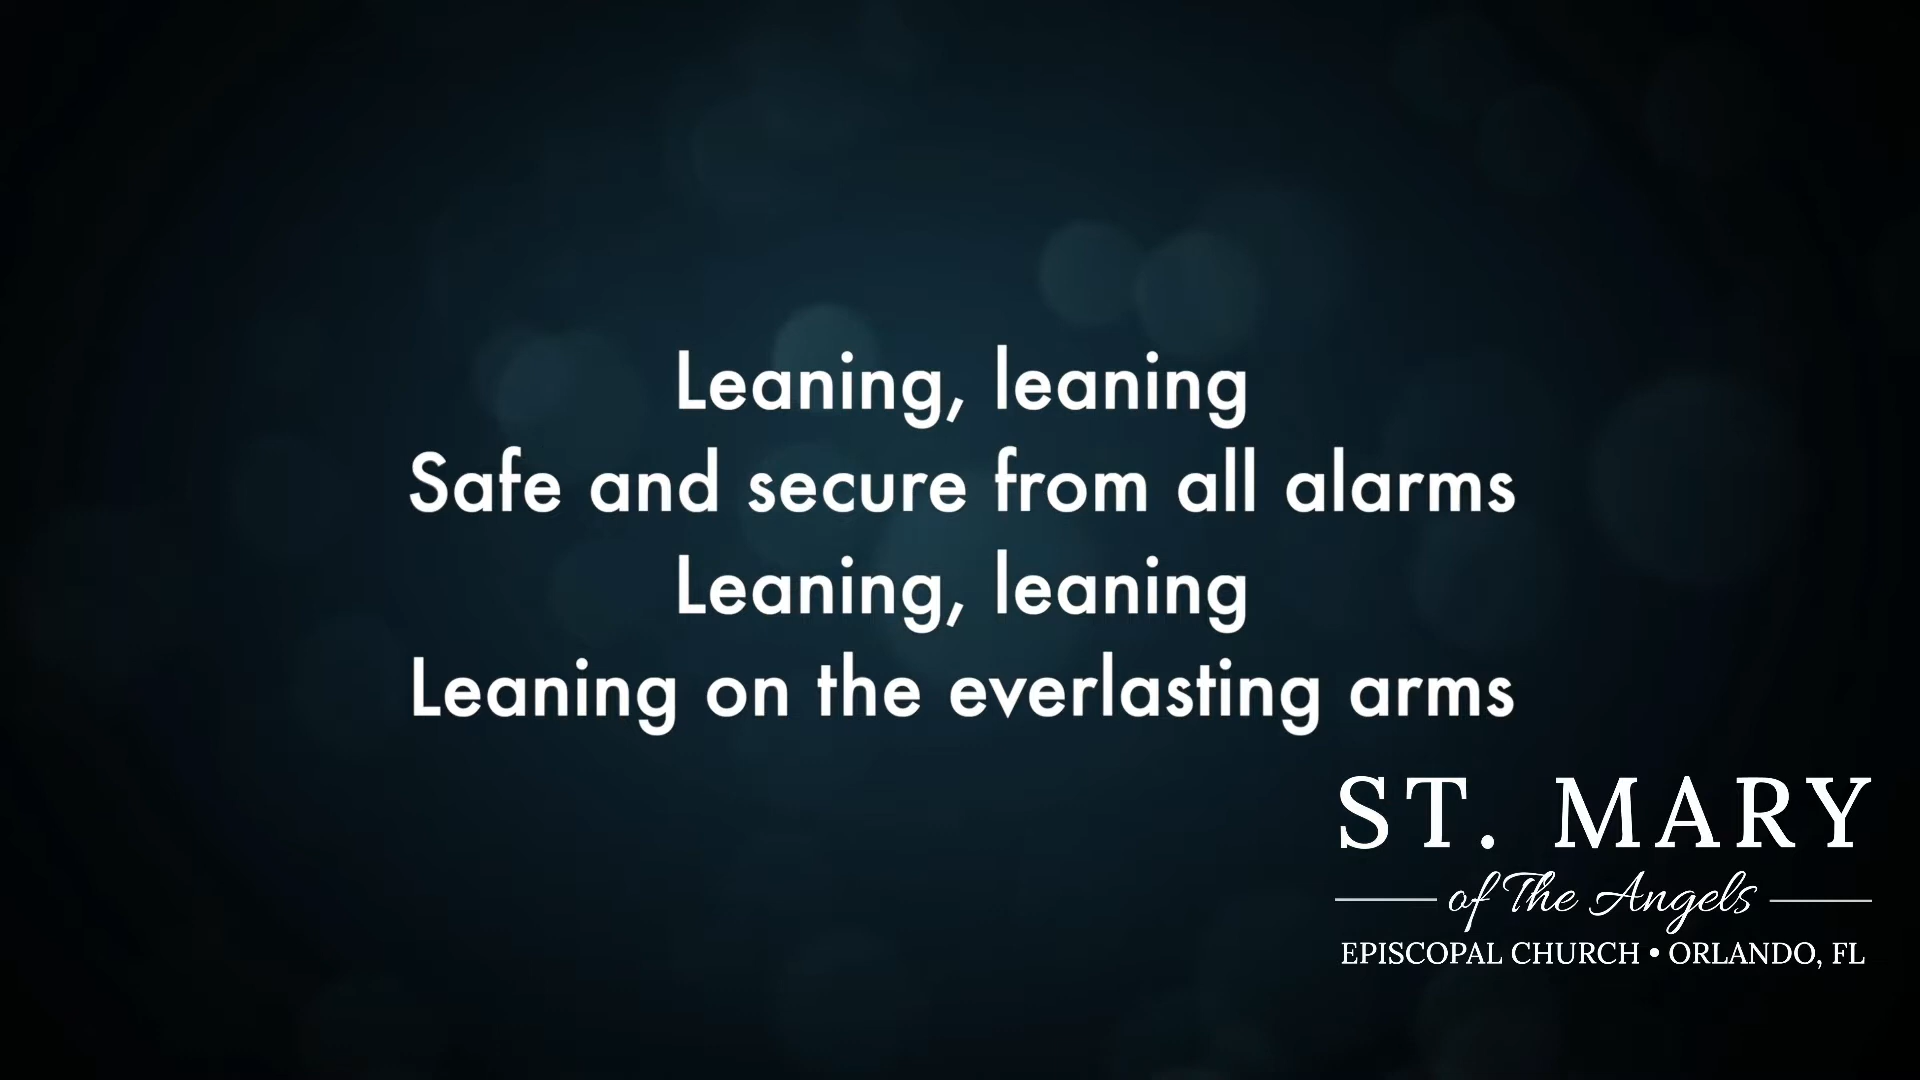 Leaning, leaning
Safe and secure from all alarms
Leaning, leaning
Leaning on the everlasting arms
ST. MARY
of The Angels
EPISCOPAL CHURCH • ORLANDO, FL